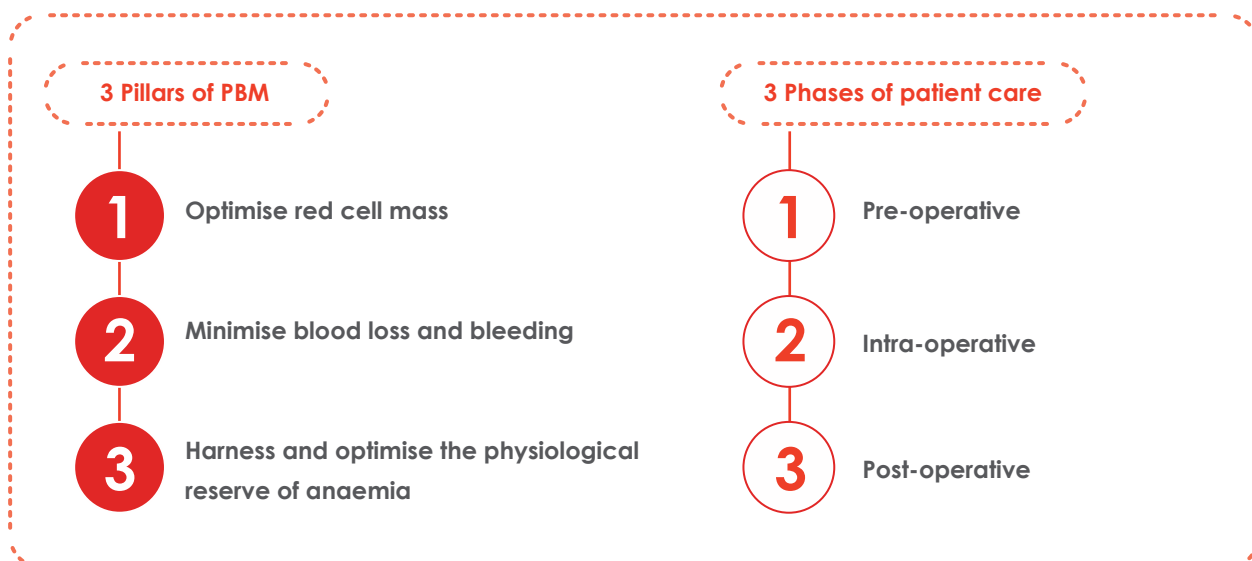 3 Pillars of PBM
1
Optimise red cell mass
2
Minimise blood loss and bleeding
3
Harness and optimise the physiological
reserve of anaemia
3 Phases of patient care
1
Pre-operative
2
Intra-operative
3
Post-operative